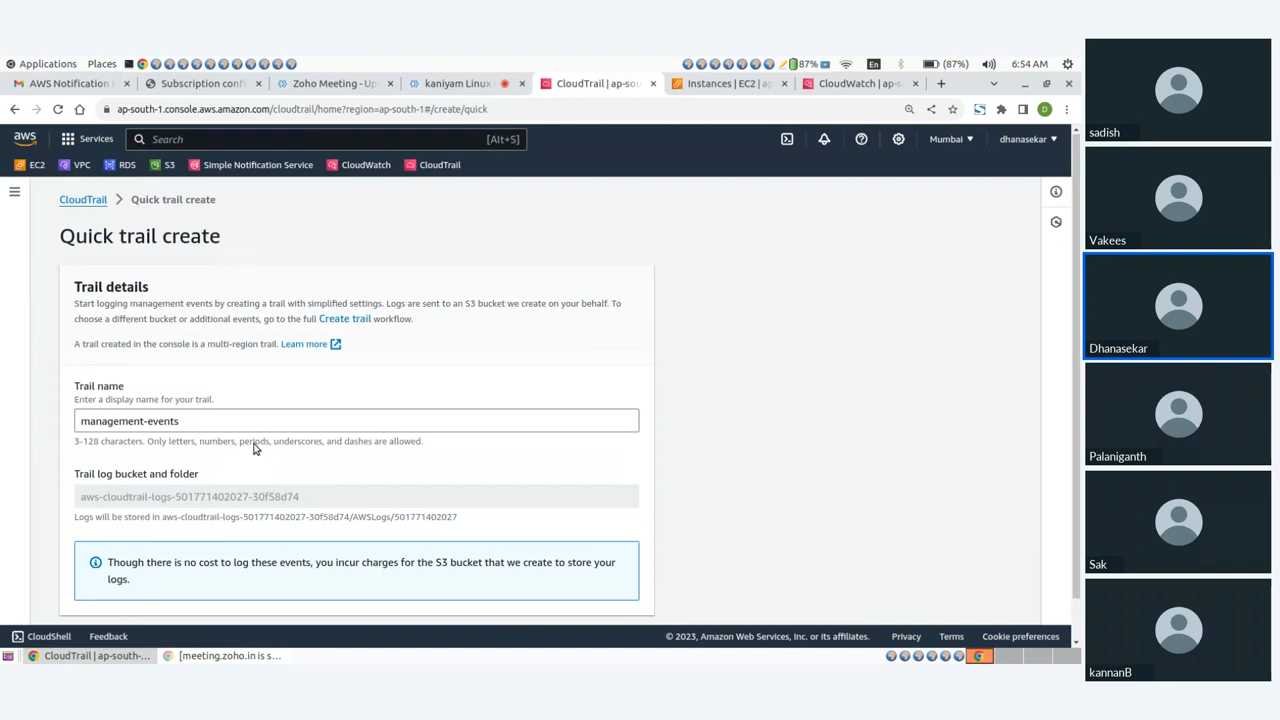 Applications Places 87% En (87%) 6:54 AM
AWS Notification Subscription conf Zoho Meeting - Up kaniyam Linux CloudTrail | ap-sou Instances | EC2 | ap CloudWatch | ap-s
ap-south-1.console.aws.amazon.com/cloudtrail/home?region=ap-south-1#/create/quick D
aws Services Search [Alt+S] Mumbai dhanasekar
EC2 VPC RDS S3 Simple Notification Service CloudWatch CloudTrail
CloudTrail Quick trail create
Quick trail create
Trail details
Start logging management events by creating a trail with simplified settings. Logs are sent to an S3 bucket we create on your behalf. To
choose a different bucket or additional events, go to the full Create trail workflow.
A trail created in the console is a multi-region trail. Learn more
Trail name
Enter a display name for your trail.
management-events
3-128 characters. Only letters, numbers, periods, underscores, and dashes are allowed.
Trail log bucket and folder
aws-cloudtrail-logs-501771402027-30f58d74
Logs will be stored in aws-cloudtrail-logs-501771402027-30f58d74/AWSLogs/501771402027
Though there is no cost to log these events, you incur charges for the S3 bucket that we create to store your
logs.
CloudShell Feedback © 2023, Amazon Web Services, Inc. or its affiliates. Privacy Terms Cookie preferences
CloudTrail | ap-south-... [meeting.zoho.in is s...
sadish
Vakees
Dhanasekar
Palaniganth
Sak
kannanB